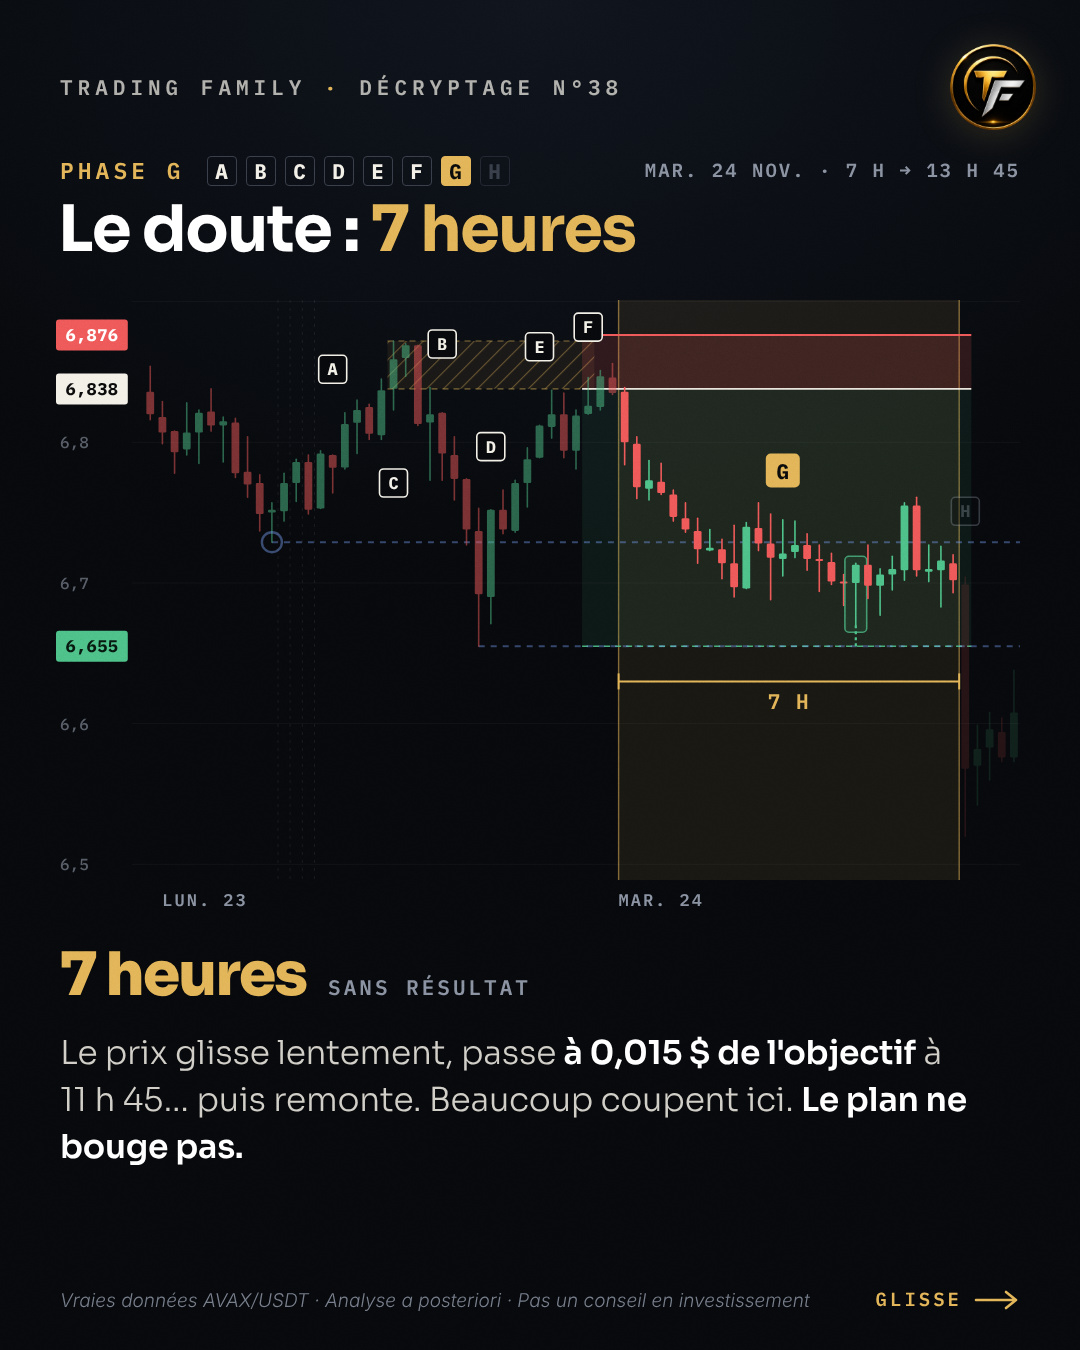 TRADING FAMILY · DÉCRYPTAGE N°38
TF
PHASE G A B C D E F G H
MAR. 24 NOV. · 7 H → 13 H 45
Le doute : 7 heures
6,876
6,838
6,8
6,7
6,655
6,6
6,5
A
B
C
D
E
F
G
H
7 H
LUN. 23
MAR. 24
7 heures SANS RÉSULTAT
Le prix glisse lentement, passe à 0,015 $ de l'objectif à
11 h 45... puis remonte. Beaucoup coupent ici. Le plan ne
bouge pas.
Vraies données AVAX/USDT · Analyse a posteriori · Pas un conseil en investissement
GLISSE →